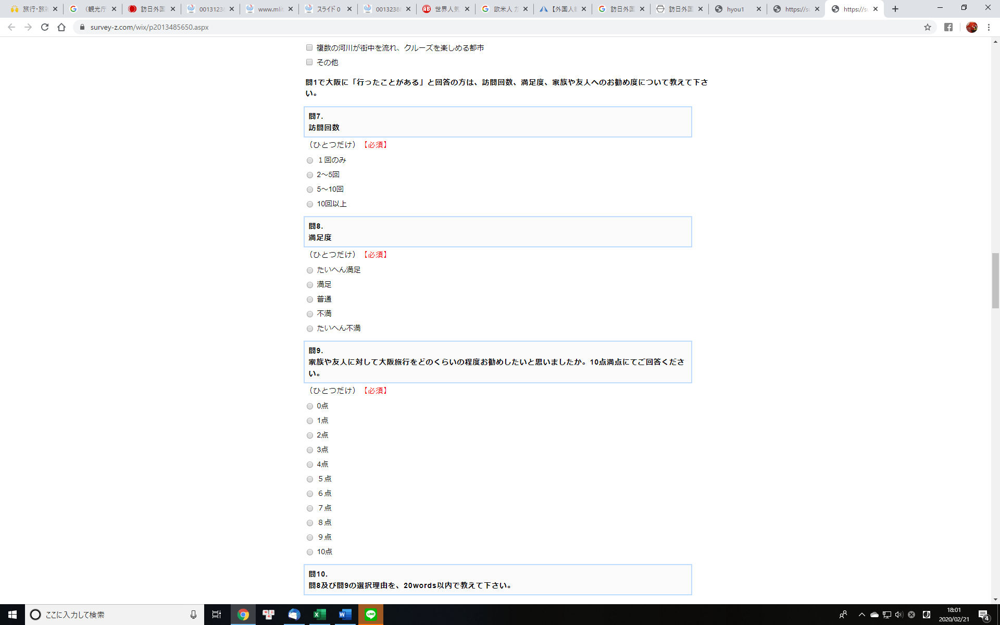 旅行・旅
（観光庁
訪日外国
0013123
www.mlit
スライド 0
0013238
世界人気
欧米人 ガ
【外国人
訪日外国
訪日外国
hyou1
https://su
https://su
survey-z.com/wix/p2013485650.aspx
複数の河川が街中を流れ、クルーズを楽しめる都市
その他
問1で大阪に「行ったことがある」と回答の方は、訪問回数、満足度、家族や友人へのお勧め度について教えて下さ
い。
問7.
訪問回数
（ひとつだけ）【必須】
１回のみ
2～5回
5～10回
10回以上
問8.
満足度
（ひとつだけ）【必須】
たいへん満足
満足
普通
不満
たいへん不満
問9.
家族や友人に対して大阪旅行をどのくらいの程度お勧めしたいと思いましたか。10点満点にてご回答くださ
い。
（ひとつだけ）【必須】
0点
1点
2点
3点
4点
５点
６点
７点
８点
９点
10点
問10.
問8及び問9の選択理由を、20words以内で教えて下さい。
ここに入力して検索
18:01
2020/02/21
4